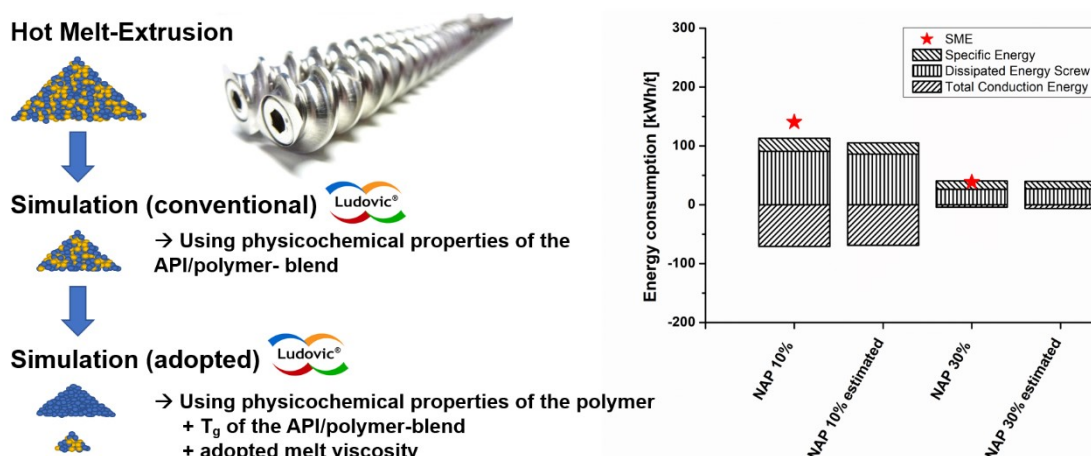 Hot Melt-Extrusion
Simulation (conventional)
Ludovic®
→ Using physicochemical properties of the
API/polymer- blend
Simulation (adopted)
Ludovic®
→ Using physicochemical properties of the polymer
+ Tg of the API/polymer-blend
+ adopted melt viscosity
Energy consumption [kWh/t]
300
200
100
0
-100
-200
SME
Specific Energy
Dissipated Energy Screw
Total Conduction Energy
NAP 10%
NAP 10% estimated
NAP 30%
NAP 30% estimated